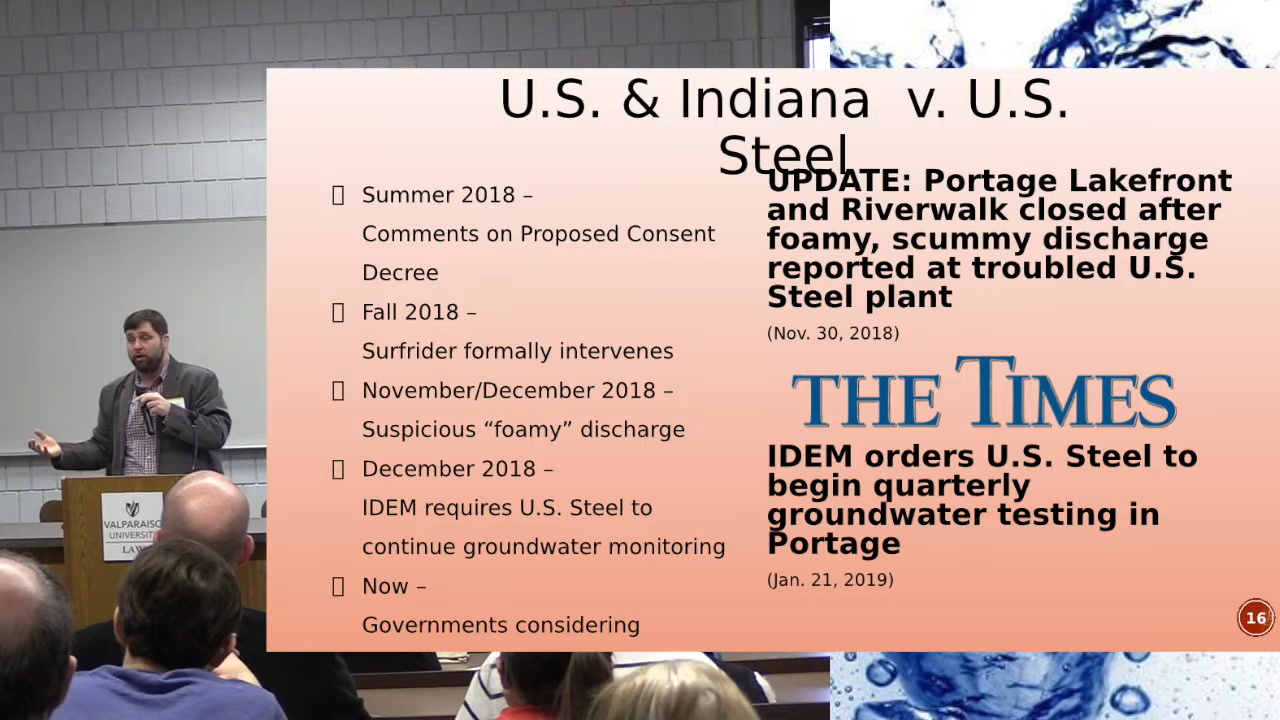 U.S. & Indiana v. U.S.
Steel
Summer 2018 –
Comments on Proposed Consent
Decree
Fall 2018 –
Surfrider formally intervenes
November/December 2018 –
Suspicious “foamy” discharge
December 2018 –
IDEM requires U.S. Steel to
continue groundwater monitoring
Now –
Governments considering
UPDATE: Portage Lakefront
and Riverwalk closed after
foamy, scummy discharge
reported at troubled U.S.
Steel plant
(Nov. 30, 2018)
THE TIMES
IDEM orders U.S. Steel to
begin quarterly
groundwater testing in
Portage
(Jan. 21, 2019)
16
VALPARAISO
UNIVERSITY
LAW